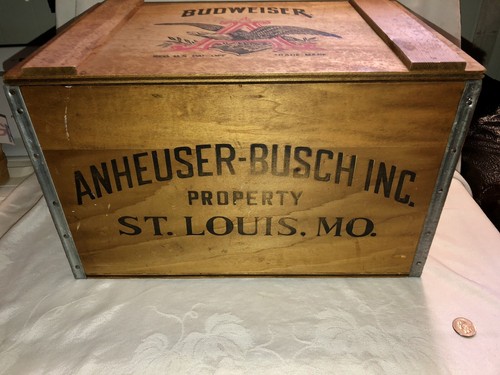 BUDWEISER
ANHEUSER-BUSCH INC.
PROPERTY
ST. LOUIS, MO.